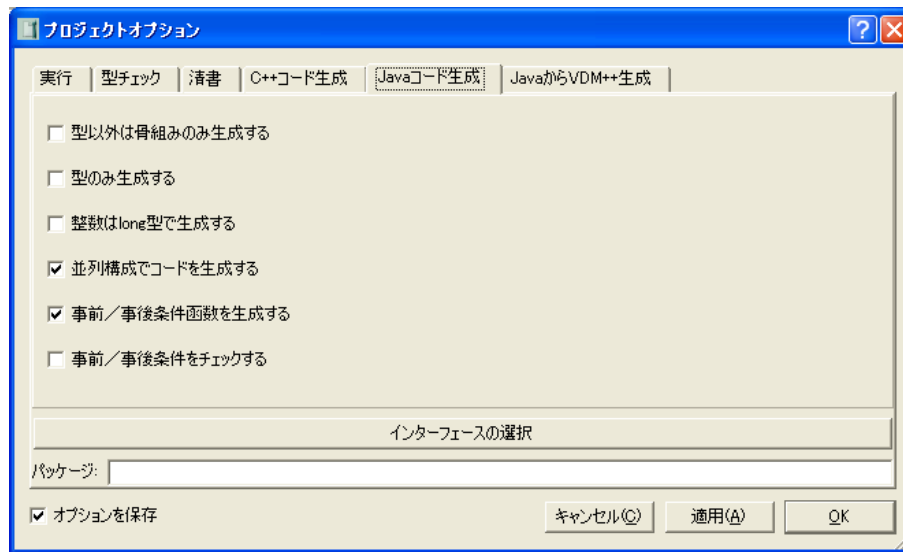 プロジェクトオプション
実行 型チェック 清書 C++コード生成 Javaコード生成 JavaからVDM++生成
型以外は骨組みのみ生成する
型のみ生成する
整数はlong型で生成する
並列構成でコードを生成する
事前／事後条件函数を生成する
事前／事後条件をチェックする
インターフェースの選択
パッケージ:
オプションを保存 キャンセル(C) 適用(A) OK